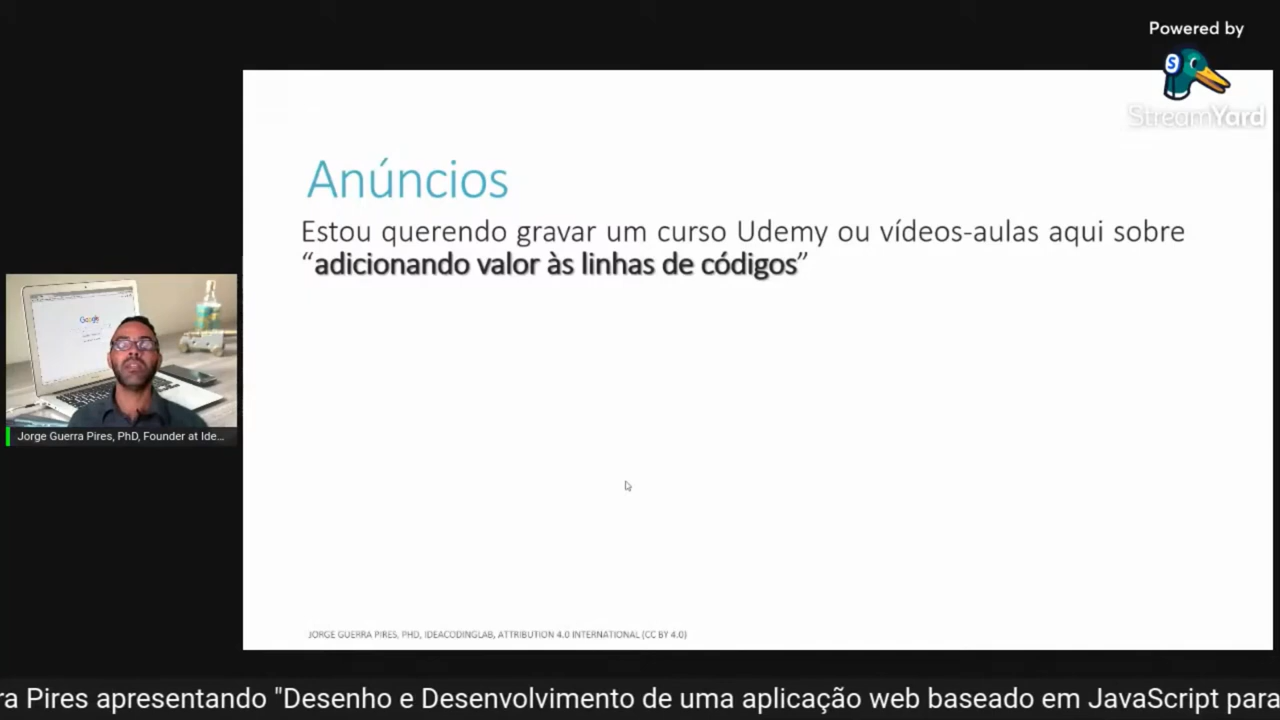 Powered by
StreamYard
Anúncios
Estou querendo gravar um curso Udemy ou vídeos-aulas aqui sobre
“adicionando valor às linhas de códigos”
Google
Jorge Guerra Pires, PhD, Founder at Ide...
JORGE GUERRA PIRES, PHD, IDEACODINGLAB, ATTRIBUTION 4.0 INTERNATIONAL (CC BY 4.0)
ra Pires apresentando "Desenho e Desenvolvimento de uma aplicação web baseado em JavaScript para